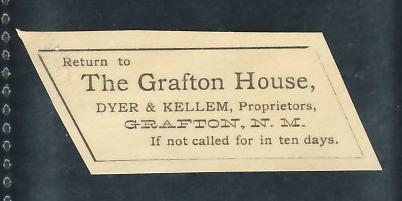 Return to
The Grafton House,
DYER & KELLEM, Proprietors,
GRAFTON, N. M.
If not called for in ten days.